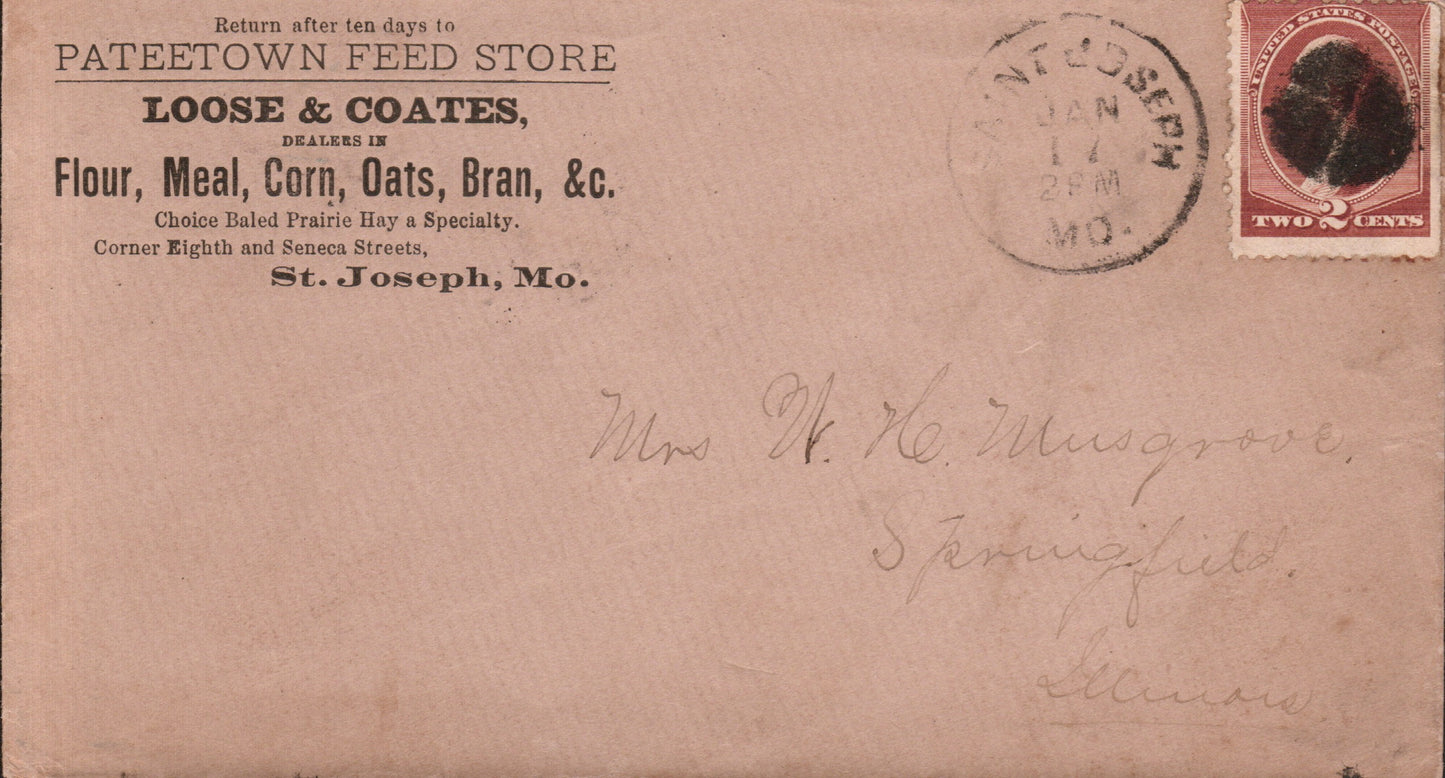 Return after ten days to
PATEETOWN FEED STORE
LOOSE & COATES,
DEALERS IN
Flour, Meal, Corn, Oats, Bran, &c.
Choice Baled Prairie Hay a Specialty.
Corner Eighth and Seneca Streets,
St. Joseph, Mo.
SAINT JOSEPH
JAN
17
2PM
MO.
UNITED STATES POSTAGE
TWO 2 CENTS
Mrs W. H. Musgrove.
Springfield.
Illinois